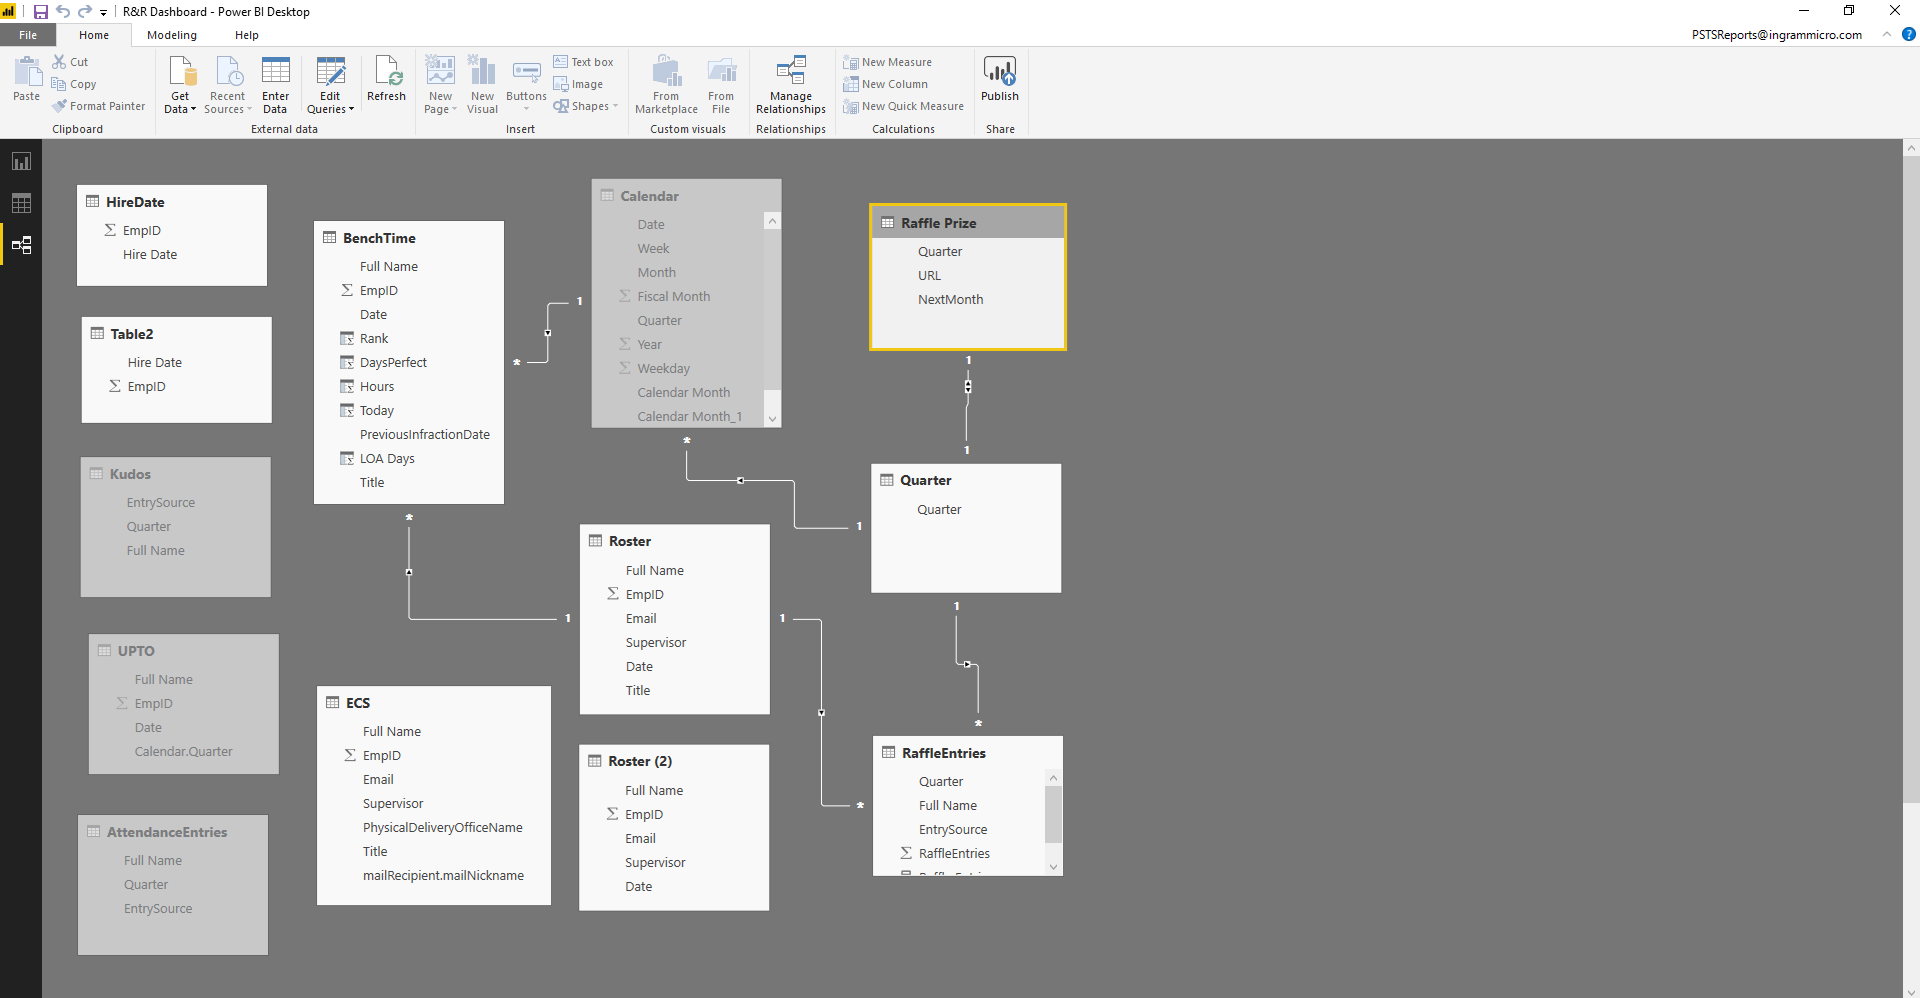 R&R Dashboard - Power BI Desktop
File Home Modeling Help
PSTSReports@ingrammicro.com
?
Paste
Cut
Copy
Format Painter
Clipboard
Get Data
Recent Sources
Enter Data
Edit Queries
Refresh
External data
New Page
New Visual
Buttons
Text box
Image
Shapes
Insert
From Marketplace
From File
Custom visuals
Manage Relationships
Relationships
New Measure
New Column
New Quick Measure
Calculations
Publish
Share
HireDate
Σ EmpID
Hire Date
Table2
Hire Date
Σ EmpID
Kudos
EntrySource
Quarter
Full Name
UPTO
Full Name
Σ EmpID
Date
Calendar.Quarter
AttendanceEntries
Full Name
Quarter
EntrySource
BenchTime
Full Name
Σ EmpID
Date
Rank
DaysPerfect
Hours
Today
PreviousInfractionDate
LOA Days
Title
*
1
*
1
ECS
Full Name
Σ EmpID
Email
Supervisor
PhysicalDeliveryOfficeName
Title
mailRecipient.mailNickname
Calendar
Date
Week
Month
Σ Fiscal Month
Quarter
Σ Year
Σ Weekday
Calendar Month
Calendar Month_1
*
1
Roster
Full Name
Σ EmpID
Email
Supervisor
Date
Title
1
*
Roster (2)
Full Name
Σ EmpID
Email
Supervisor
Date
Raffle Prize
Quarter
URL
NextMonth
1
1
Quarter
Quarter
1
*
RaffleEntries
Quarter
Full Name
EntrySource
Σ RaffleEntries